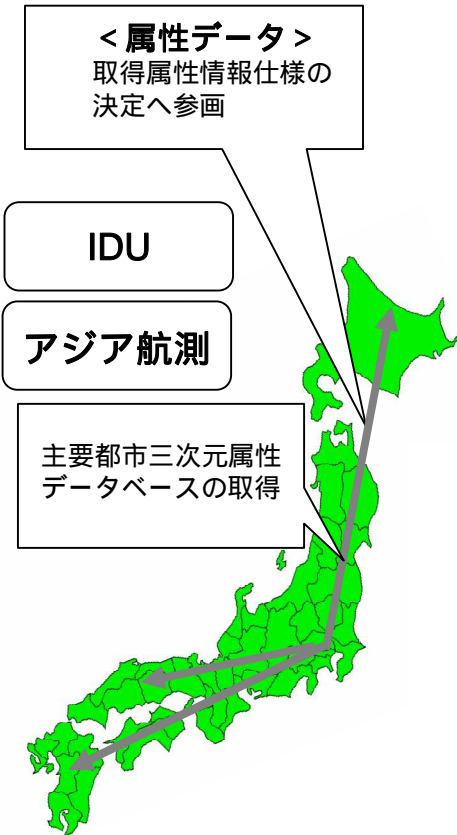 ＜属性データ＞
取得属性情報仕様の
決定へ参画
IDU
アジア航測
主要都市三次元属性
データベースの取得